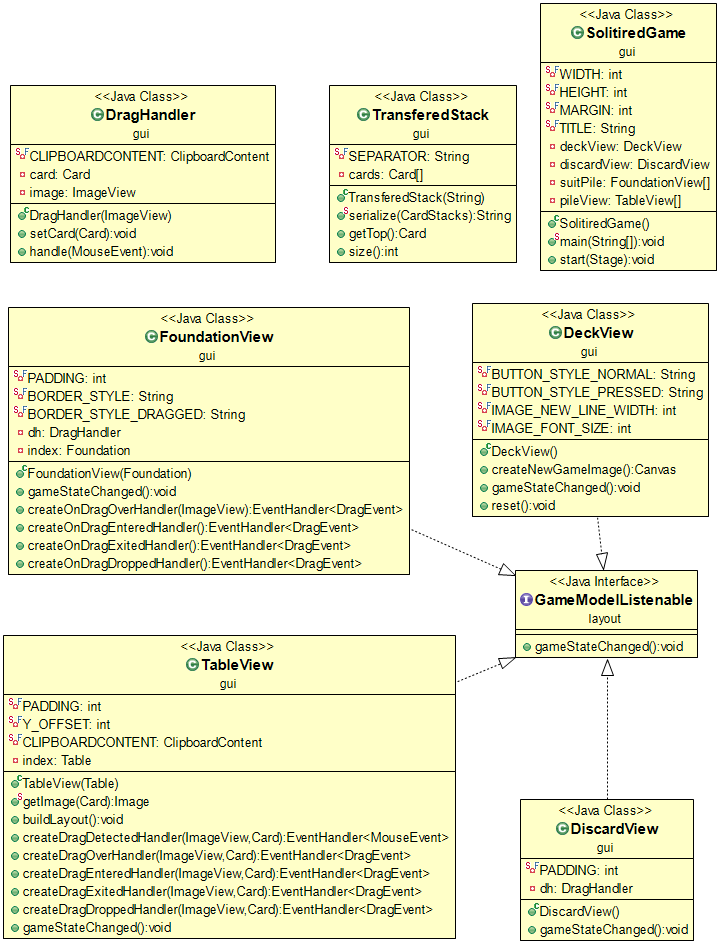 <<Java Class>>
SolitiredGame
gui
WIDTH: int
HEIGHT: int
MARGIN: int
TITLE: String
deckView: DeckView
discardView: DiscardView
suitPile: FoundationView[]
pileView: TableView[]
SolitiredGame()
main(String[]):void
start(Stage):void
<<Java Class>>
DragHandler
gui
CLIPBOARDCONTENT: ClipboardContent
card: Card
image: ImageView
DragHandler(ImageView)
setCard(Card):void
handle(MouseEvent):void
<<Java Class>>
TransferedStack
gui
SEPARATOR: String
cards: Card[]
TransferedStack(String)
serialize(CardStacks):String
getTop():Card
size():int
<<Java Class>>
FoundationView
gui
PADDING: int
BORDER_STYLE: String
BORDER_STYLE_DRAGGED: String
dh: DragHandler
index: Foundation
FoundationView(Foundation)
gameStateChanged():void
createOnDragOverHandler(ImageView):EventHandler<DragEvent>
createOnDragEnteredHandler():EventHandler<DragEvent>
createOnDragExitedHandler():EventHandler<DragEvent>
createOnDragDroppedHandler():EventHandler<DragEvent>
<<Java Class>>
DeckView
gui
BUTTON_STYLE_NORMAL: String
BUTTON_STYLE_PRESSED: String
IMAGE_NEW_LINE_WIDTH: int
IMAGE_FONT_SIZE: int
DeckView()
createNewGameImage():Canvas
gameStateChanged():void
reset():void
<<Java Interface>>
GameModelListenable
layout
gameStateChanged():void
<<Java Class>>
TableView
gui
PADDING: int
Y_OFFSET: int
CLIPBOARDCONTENT: ClipboardContent
index: Table
TableView(Table)
getImage(Card):Image
buildLayout():void
createDragDetectedHandler(ImageView,Card):EventHandler<MouseEvent>
createDragOverHandler(ImageView,Card):EventHandler<DragEvent>
createDragEnteredHandler(ImageView,Card):EventHandler<DragEvent>
createDragExitedHandler(ImageView,Card):EventHandler<DragEvent>
createDragDroppedHandler(ImageView,Card):EventHandler<DragEvent>
gameStateChanged():void
<<Java Class>>
DiscardView
gui
PADDING: int
dh: DragHandler
DiscardView()
gameStateChanged():void